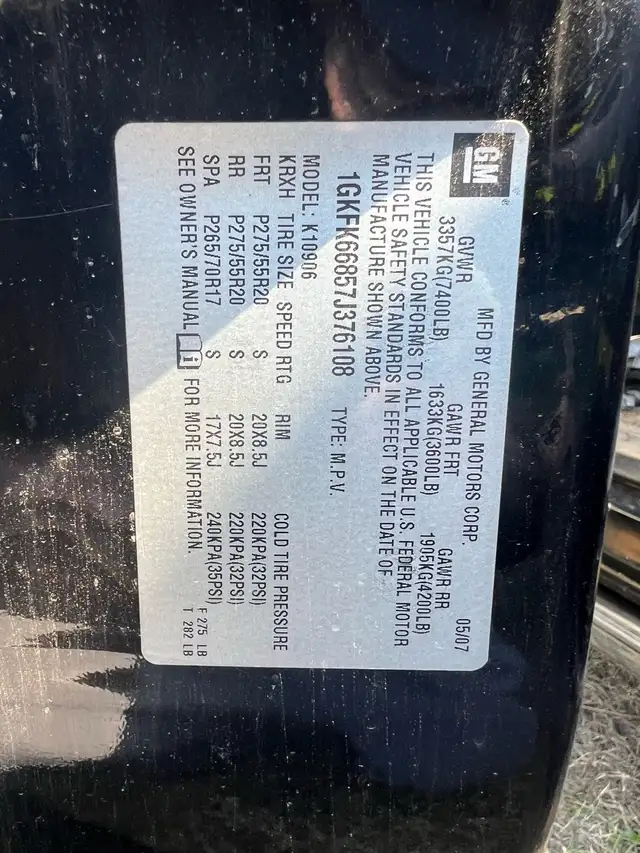 GM®
MFD BY GENERAL MOTORS CORP. 05/07
GVWR GAWR FRT GAWR RR
3357KG(7400LB) 1633KG(3600LB) 1905KG(4200LB)
THIS VEHICLE CONFORMS TO ALL APPLICABLE U.S. FEDERAL MOTOR
VEHICLE SAFETY STANDARDS IN EFFECT ON THE DATE OF
MANUFACTURE SHOWN ABOVE.
1GKFK66857J376108 TYPE: M.P.V.
MODEL: K10906
KRXH TIRE SIZE SPEED RTG RIM COLD TIRE PRESSURE
FRT P275/55R20 S 20X8.5J 220KPA(32PSI)
RR P275/55R20 S 20X8.5J 220KPA(32PSI)
SPA P265/70R17 S 17X7.5J 240KPA(35PSI)
SEE OWNER'S MANUAL i FOR MORE INFORMATION.
F 275 LB
T 282 LB